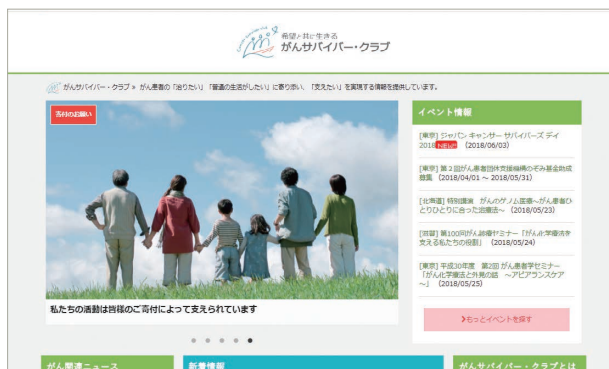 希望と共に生きる
がんサバイバー・クラブ
がんサバイバー・クラブ » がん患者の「治りたい」「普通の生活がしたい」に寄り添い、「支えたい」を実現する情報を提供しています。
寄付のお願い
私たちの活動は皆様のご寄付によって支えられています
イベント情報
[東京] ジャパン キャンサー サバイバーズ デイ
2018 NEW!! (2018/06/03)
[東京] 第２回がん患者団体支援機構のぞみ基金助成
募集 (2018/04/01 ～ 2018/05/31)
[北海道] 特別講演 がんのゲノム医療～がん患者ひ
とりひとりに合った治療法～ (2018/05/23)
[滋賀] 第100回がん診療セミナー「がん化学療法を
支える私たちの役割」 (2018/05/24)
[東京] 平成30年度 第2回 がん患者学セミナー
「がん化学療法と外見の話 ～アピアランスケア
～」 (2018/05/25)
もっとイベントを探す
がん関連ニュース
新着情報
がんサバイバー・クラブとは